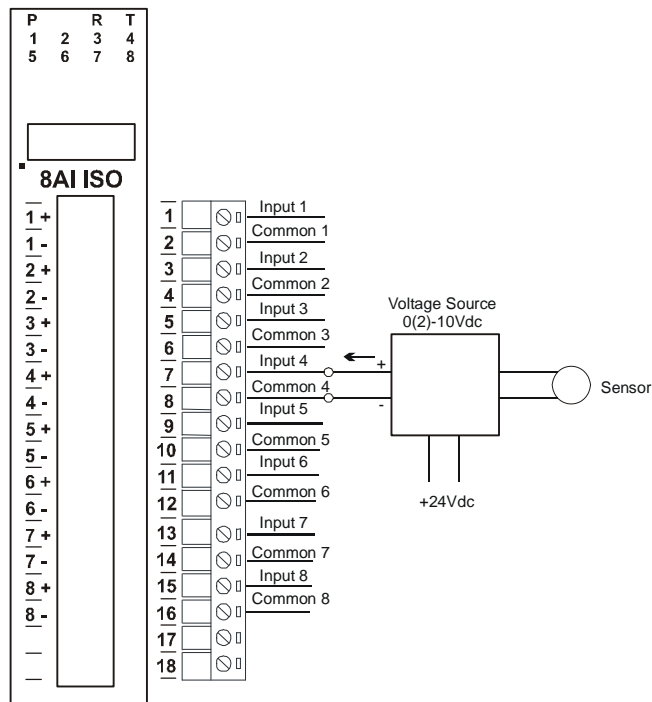 P R T
1 2 3 4
5 6 7 8
8AI ISO
1 +
1 -
2 +
2 -
3 +
3 -
4 +
4 -
5 +
5 -
6 +
6 -
7 +
7 -
8 +
8 -
1 Input 1
2 Common 1
3 Input 2
4 Common 2
5 Input 3
6 Common 3
7 Input 4
8 Common 4
9 Input 5
10 Common 5
11 Input 6
12 Common 6
13 Input 7
14 Common 7
15 Input 8
16 Common 8
17
18
Voltage Source
0(2)-10Vdc
+
-
Sensor
+24Vdc